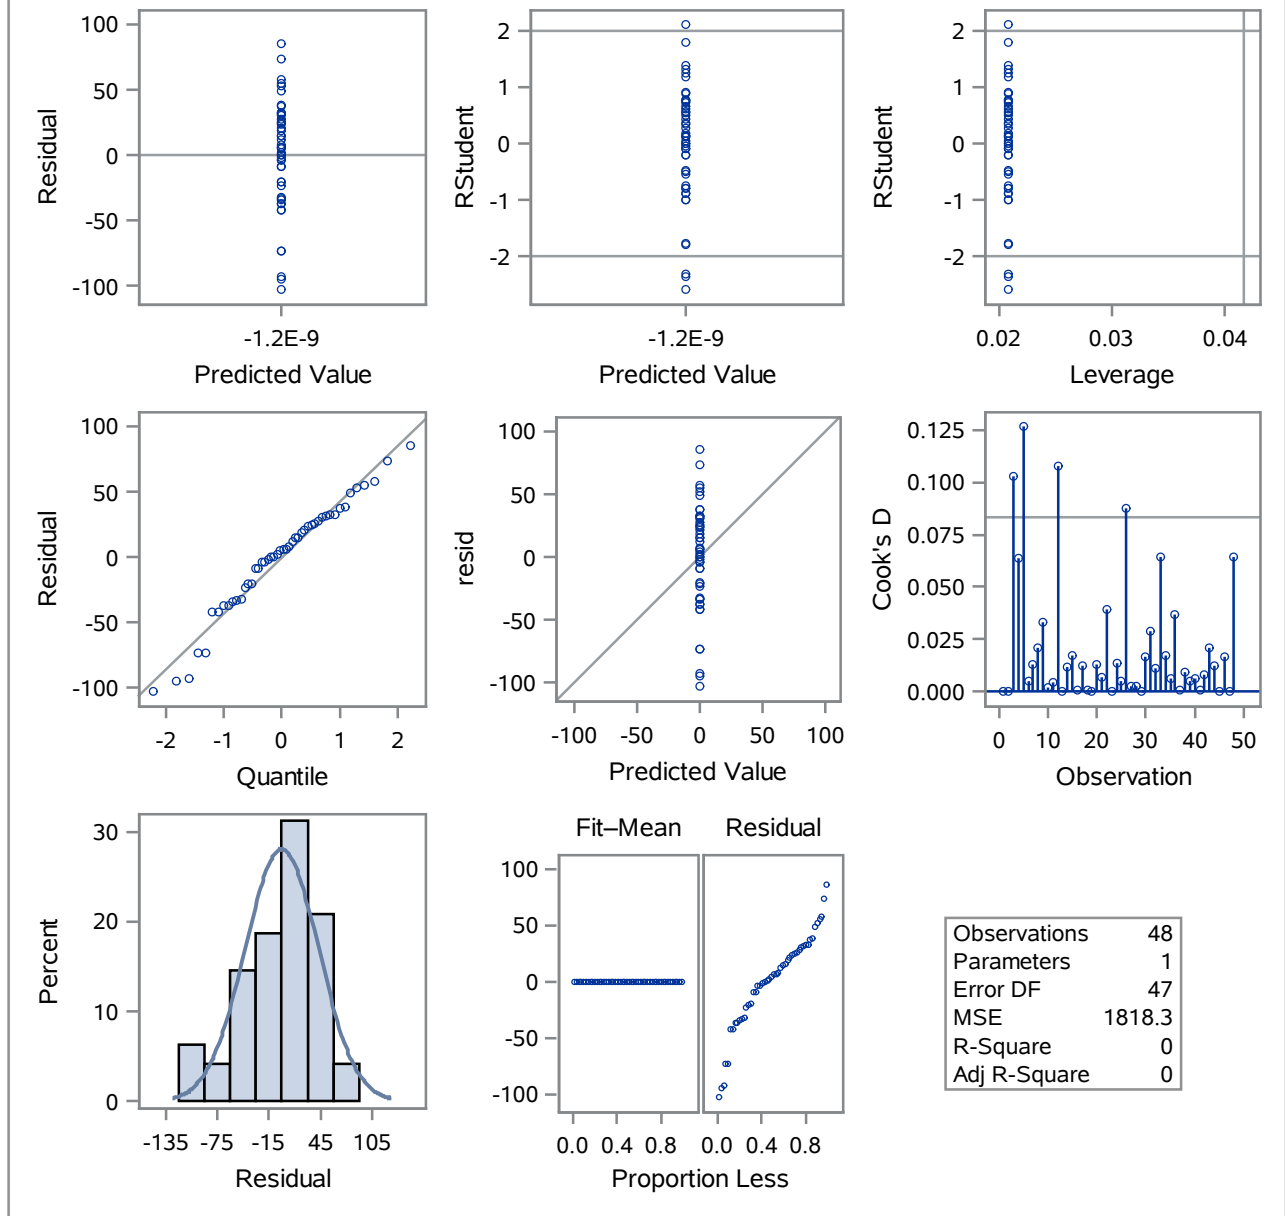 100
50
0
-50
-100
Residual
-1.2E-9
Predicted Value
2
1
0
-1
-2
RStudent
-1.2E-9
Predicted Value
2
1
0
-1
-2
RStudent
0.02 0.03 0.04
Leverage
100
50
0
-50
-100
Residual
-2 -1 0 1 2
Quantile
100
50
0
-50
-100
resid
-100 -50 0 50 100
Predicted Value
0.125
0.100
0.075
0.050
0.025
0.000
Cook's D
0 10 20 30 40 50
Observation
30
20
10
0
Percent
-135 -75 -15 45 105
Residual
Fit–Mean Residual
100
50
0
-50
-100
0.0 0.4 0.8 0.0 0.4 0.8
Proportion Less
Observations 48
Parameters 1
Error DF 47
MSE 1818.3
R-Square 0
Adj R-Square 0